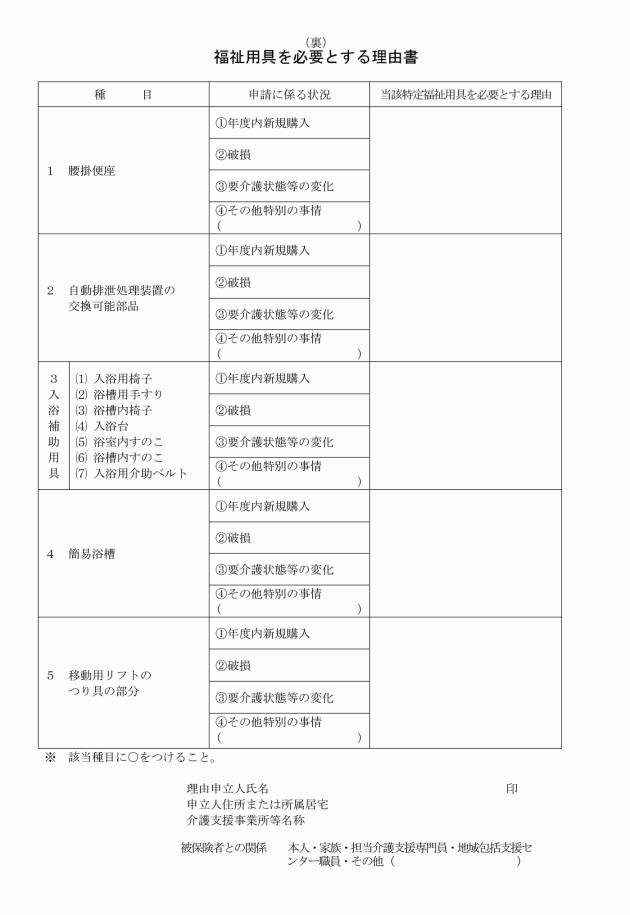 （裏）
福祉用具を必要とする理由書
種　　　目　申請に係る状況　当該特定福祉用具を必要とする理由
1　腰掛便座
①年度内新規購入
②破損
③要介護状態等の変化
④その他特別の事情
（　　　　　　　　　　　　）
2　自動排泄処理装置の
交換可能部品
①年度内新規購入
②破損
③要介護状態等の変化
④その他特別の事情
（　　　　　　　　　　　　）
3入浴補助用具
⑴ 入浴用椅子
⑵ 浴槽用手すり
⑶ 浴槽内椅子
⑷ 入浴台
⑸ 浴室内すのこ
⑹ 浴槽内すのこ
⑺ 入浴用介助ベルト
①年度内新規購入
②破損
③要介護状態等の変化
④その他特別の事情
（　　　　　　　　　　　　）
4　簡易浴槽
①年度内新規購入
②破損
③要介護状態等の変化
④その他特別の事情
（　　　　　　　　　　　　）
5　移動用リフトの
つり具の部分
①年度内新規購入
②破損
③要介護状態等の変化
④その他特別の事情
（　　　　　　　　　　　　）
※　該当種目に○をつけること。
理由申立人氏名　　　　　　　　　　印
申立人住所または所属居宅
介護支援事業所等名称
被保険者との関係　本人・家族・担当介護支援専門員・地域包括支援セ
ンター職員・その他（　　　　　　　　　　）